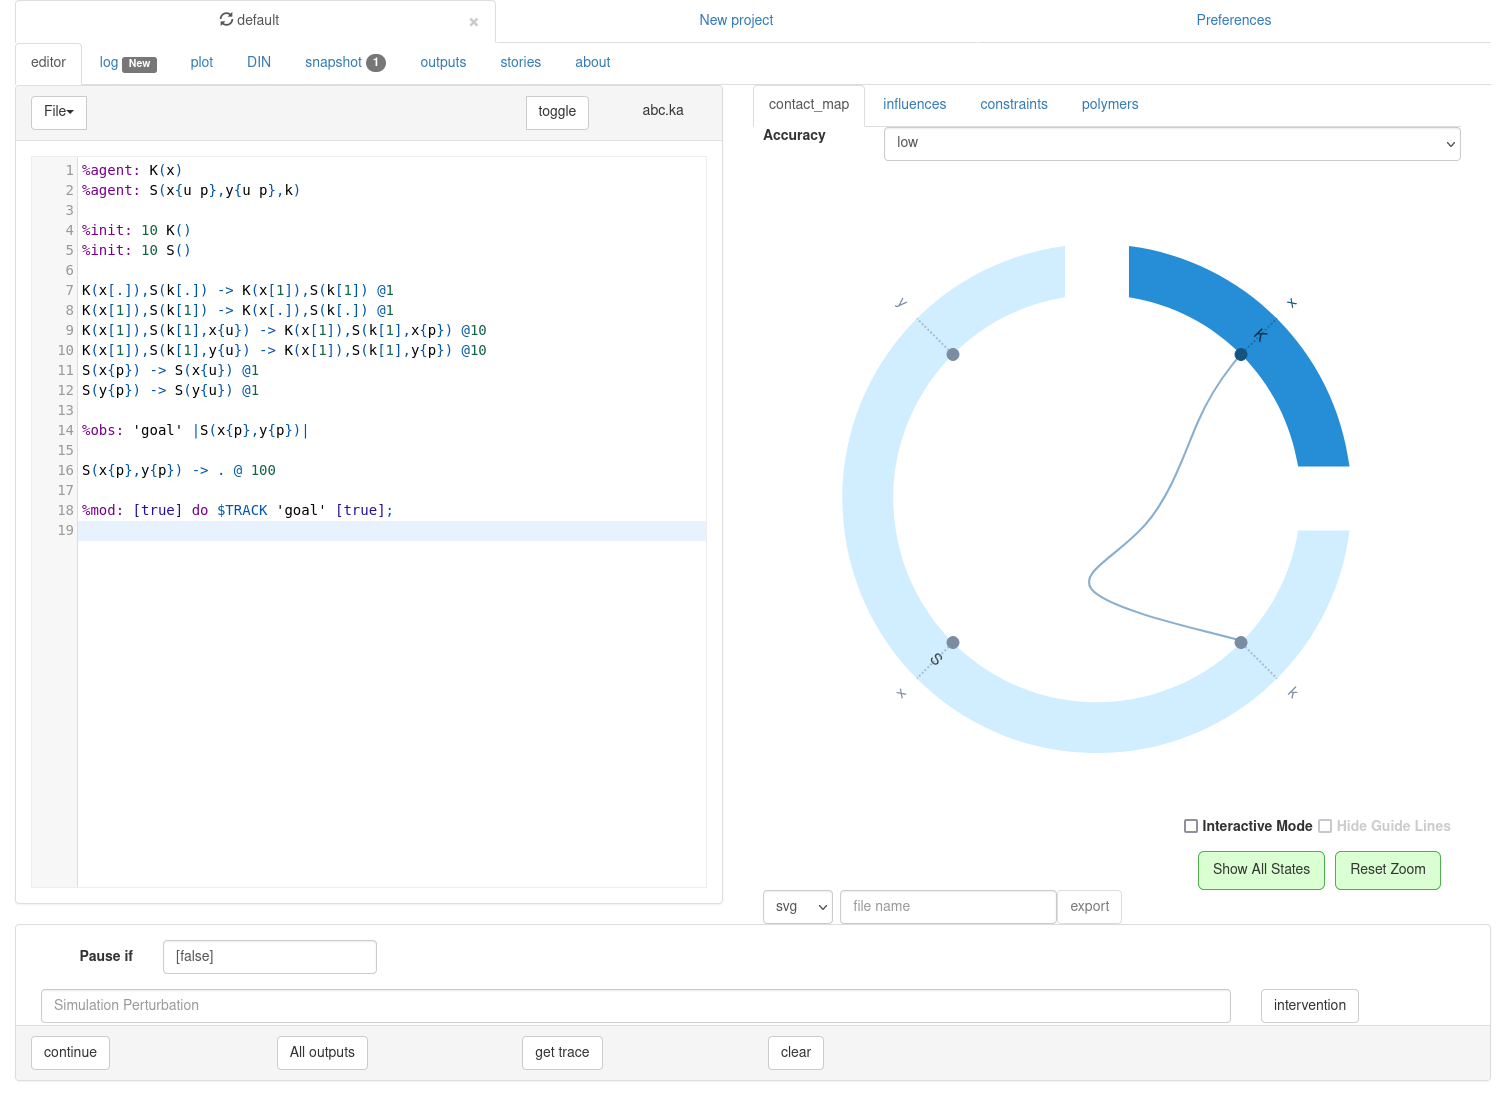 default × New project Preferences
editor log New plot DIN snapshot 1 outputs stories about
File toggle abc.ka
1 %agent: K(x)
2 %agent: S(x{u p},y{u p},k)
3
4 %init: 10 K()
5 %init: 10 S()
6
7 K(x[.]),S(k[.]) -> K(x[1]),S(k[1]) @1
8 K(x[1]),S(k[1]) -> K(x[.]),S(k[.]) @1
9 K(x[1]),S(k[1],x{u}) -> K(x[1]),S(k[1],x{p}) @10
10 K(x[1]),S(k[1],y{u}) -> K(x[1]),S(k[1],y{p}) @10
11 S(x{p}) -> S(x{u}) @1
12 S(y{p}) -> S(y{u}) @1
13
14 %obs: 'goal' |S(x{p},y{p})|
15
16 S(x{p},y{p}) -> . @ 100
17
18 %mod: [true] do $TRACK 'goal' [true];
19
contact_map influences constraints polymers
Accuracy low
y x
K
S
x k
Interactive Mode Hide Guide Lines
Show All States Reset Zoom
svg file name export
Pause if [false]
Simulation Perturbation intervention
continue All outputs get trace clear